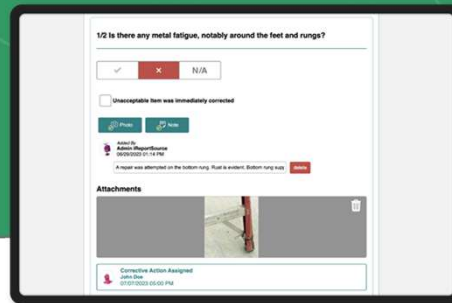 1/2 Is there any metal fatigue, notably around the feet and rungs?
N/A
Unacceptable item was immediately corrected
Photo
Note
Added By
Admin iReportSource
06/29/2023 01:14 PM
A repair was attempted on the bottom rung. Rust is evident. Bottom rung supp
Delete
Attachments
Corrective Action Assigned
John Doe
07/07/2023 05:00 PM